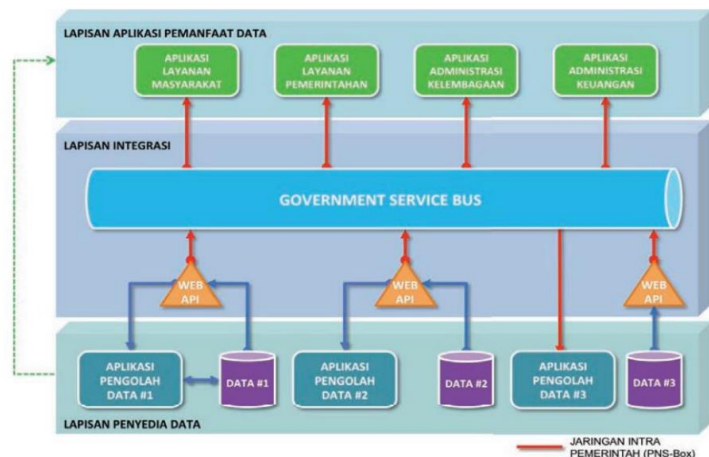 LAPISAN APLIKASI PEMANFAAT DATA
APLIKASI
LAYANAN
MASYARAKAT
APLIKASI
LAYANAN
PEMERINTAHAN
APLIKASI
ADMINISTRASI
KELEMBAGAAN
APLIKASI
ADMINISTRASI
KEUANGAN
LAPISAN INTEGRASI
GOVERNMENT SERVICE BUS
WEB
API
WEB
API
WEB
API
APLIKASI
PENGOLAH
DATA #1
DATA #1
APLIKASI
PENGOLAH
DATA #2
DATA #2
APLIKASI
PENGOLAH
DATA #3
DATA #3
LAPISAN PENYEDIA DATA
JARINGAN INTRA
PEMERINTAH (PNS-Box)